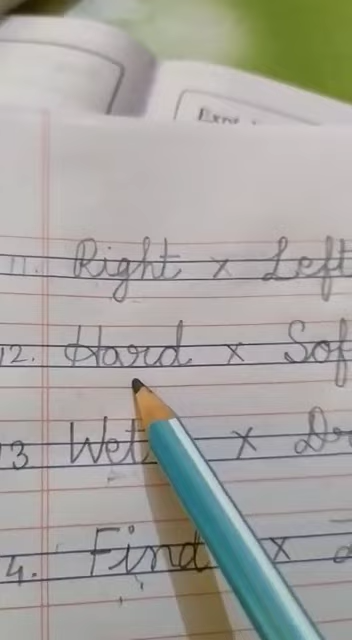 11. Right x Left
12. Hard x Sof
13 Wet x Dr
4. Find x